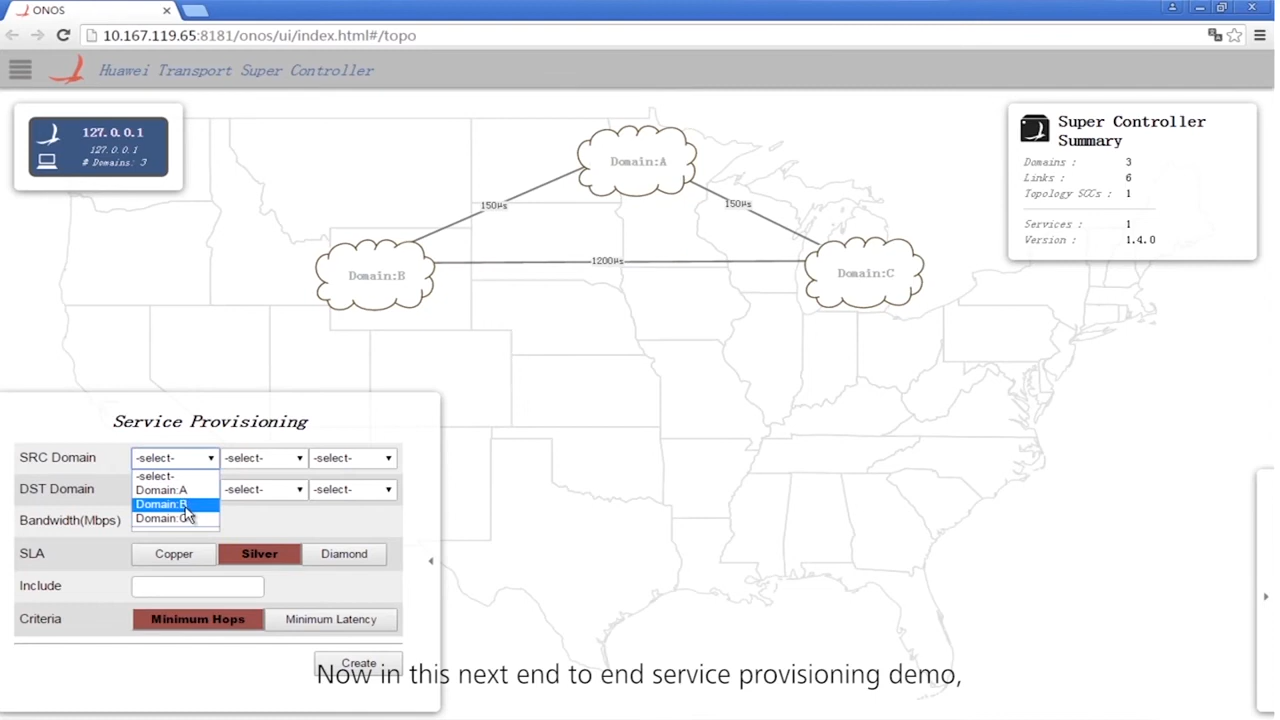 ONOS
10.167.119.65:8181/onos/ui/index.html#/topo
Huawei Transport Super Controller
127.0.0.1
127.0.0.1
# Domains: 3
Super Controller
Summary
Domains : 3
Links : 6
Topology SCCs : 1
Services : 1
Version : 1.4.0
Domain:A
150μs
150μs
Domain:B
1200μs
Domain:C
Service Provisioning
SRC Domain -select- -select- -select-
-select-
Domain:A
DST Domain -select- -select-
Domain:B
Domain:C
Bandwidth(Mbps)
SLA Copper Silver Diamond
Include
Criteria Minimum Hops Minimum Latency
Create
Now in this next end to end service provisioning demo,